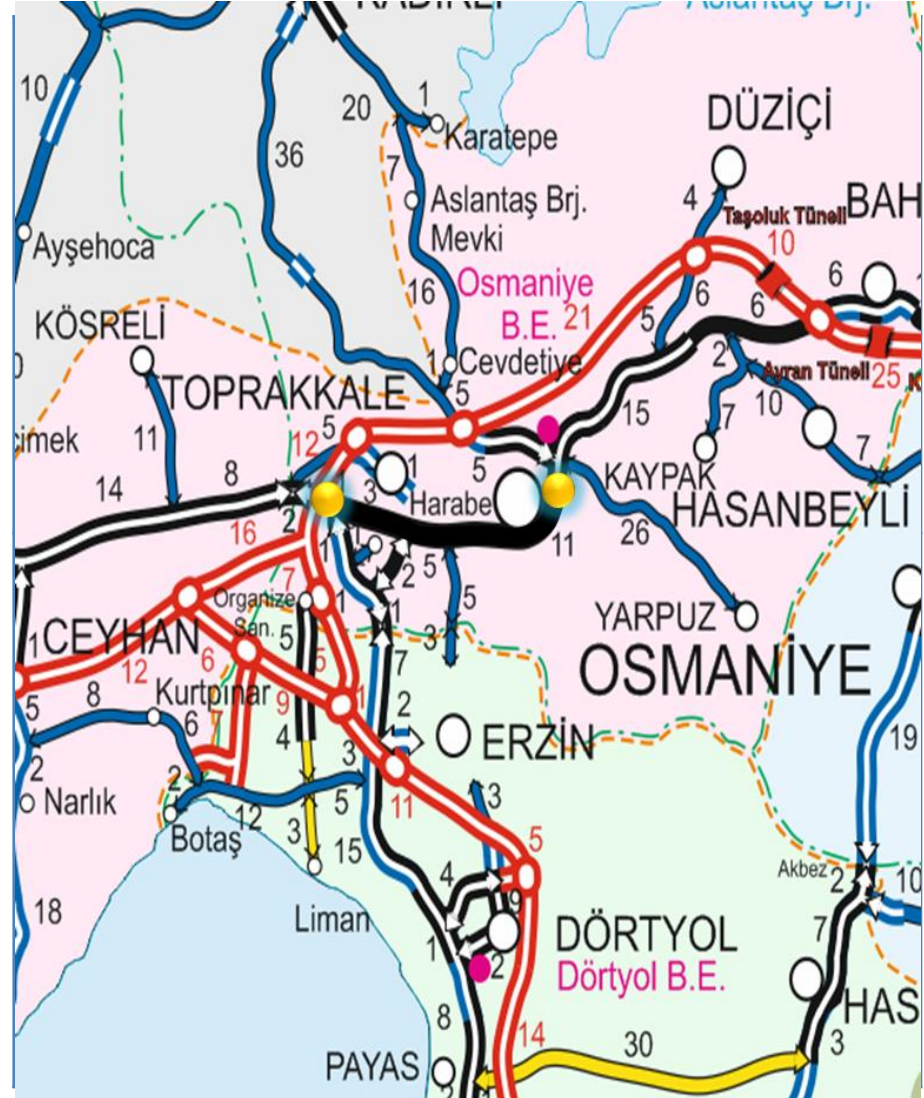 Aslantaş Brj.
10
20
1
Karatepe
DÜZİÇİ
36
7
Aslantaş Brj.
Mevki
4
Taşoluk Tüneli
BAH
10
Ayşehoca
16
Osmaniye
B.E.
21
6
6
6
5
KÖSRELİ
1
Cevdetiye
2
Ayran Tüneli
25
TOPRAKKALE
5
5
12
15
7
10
11
cimek
8
1
5
KAYPAK
7
14
3
Harabe
HASANBEYLİ
2
16
1
11
26
7
2
5
5
Organize
San.
1
1
YARPUZ
1
CEYHAN
5
5
3
OSMANİYE
12
6
7
8
Kurtpınar
9
1
2
5
6
7
ERZİN
19
4
3
2
2
3
Narlık
12
5
11
Botaş
3
15
5
4
Akbez
2
10
18
Liman
9
7
DÖRTYOL
1
2
Dörtyol B.E.
HAS
8
14
30
3
PAYAS
2